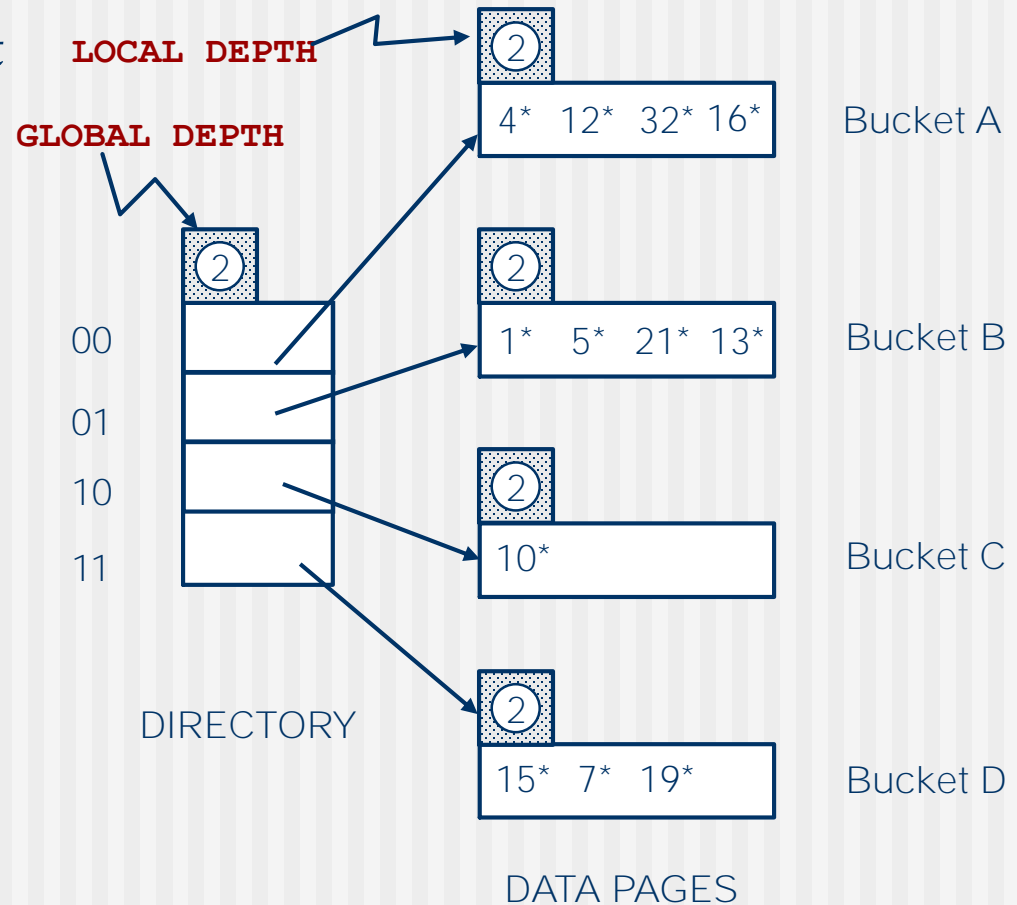 t
LOCAL DEPTH
GLOBAL DEPTH
2
4* 12* 32* 16*
Bucket A
2
00
01
10
11
DIRECTORY
2
1* 5* 21* 13*
Bucket B
2
10*
Bucket C
2
15* 7* 19*
Bucket D
DATA PAGES